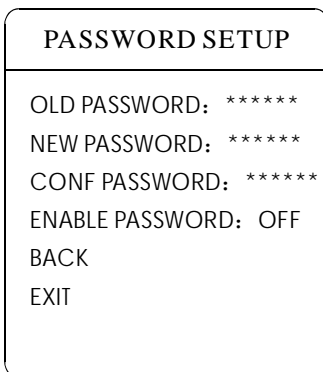 PASSWORD SETUP
OLD PASSWORD：******
NEW PASSWORD：******
CONF PASSWORD：******
ENABLE PASSWORD：OFF
BACK
EXIT